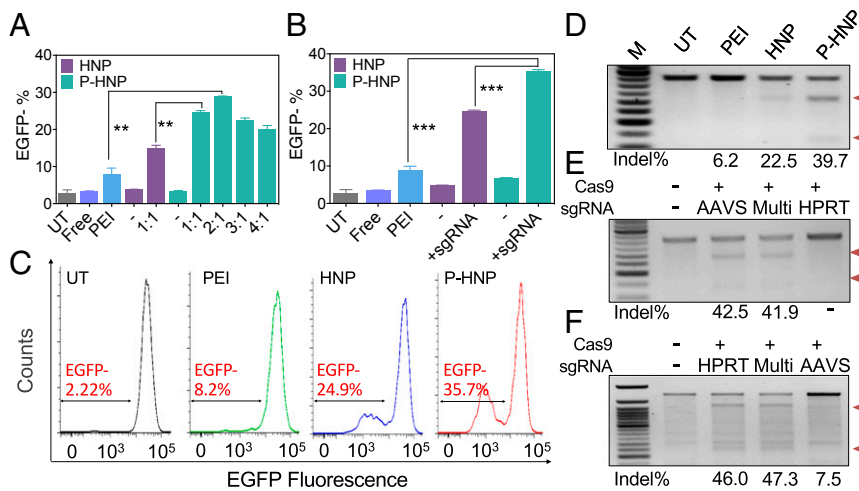 A
HNP
P-HNP
EGFP- %
40
30
20
10
0
**
**
UT
Free
PEI
-
1:1
-
1:1
2:1
3:1
4:1
B
HNP
P-HNP
EGFP- %
40
30
20
10
0
***
***
UT
Free
PEI
-
+sgRNA
-
+sgRNA
C
Counts
UT
EGFP-
2.22%
PEI
EGFP-
8.2%
HNP
EGFP-
24.9%
P-HNP
EGFP-
35.7%
0 10³ 10⁵
0 10³ 10⁵
0 10³ 10⁵
0 10³ 10⁵
EGFP Fluorescence
D
M UT PEI HNP P-HNP
Indel% 6.2 22.5 39.7
E
Cas9 - + + +
sgRNA - AAVS Multi HPRT
Indel% 42.5 41.9 -
F
Cas9 - + + +
sgRNA - HPRT Multi AAVS
Indel% 46.0 47.3 7.5